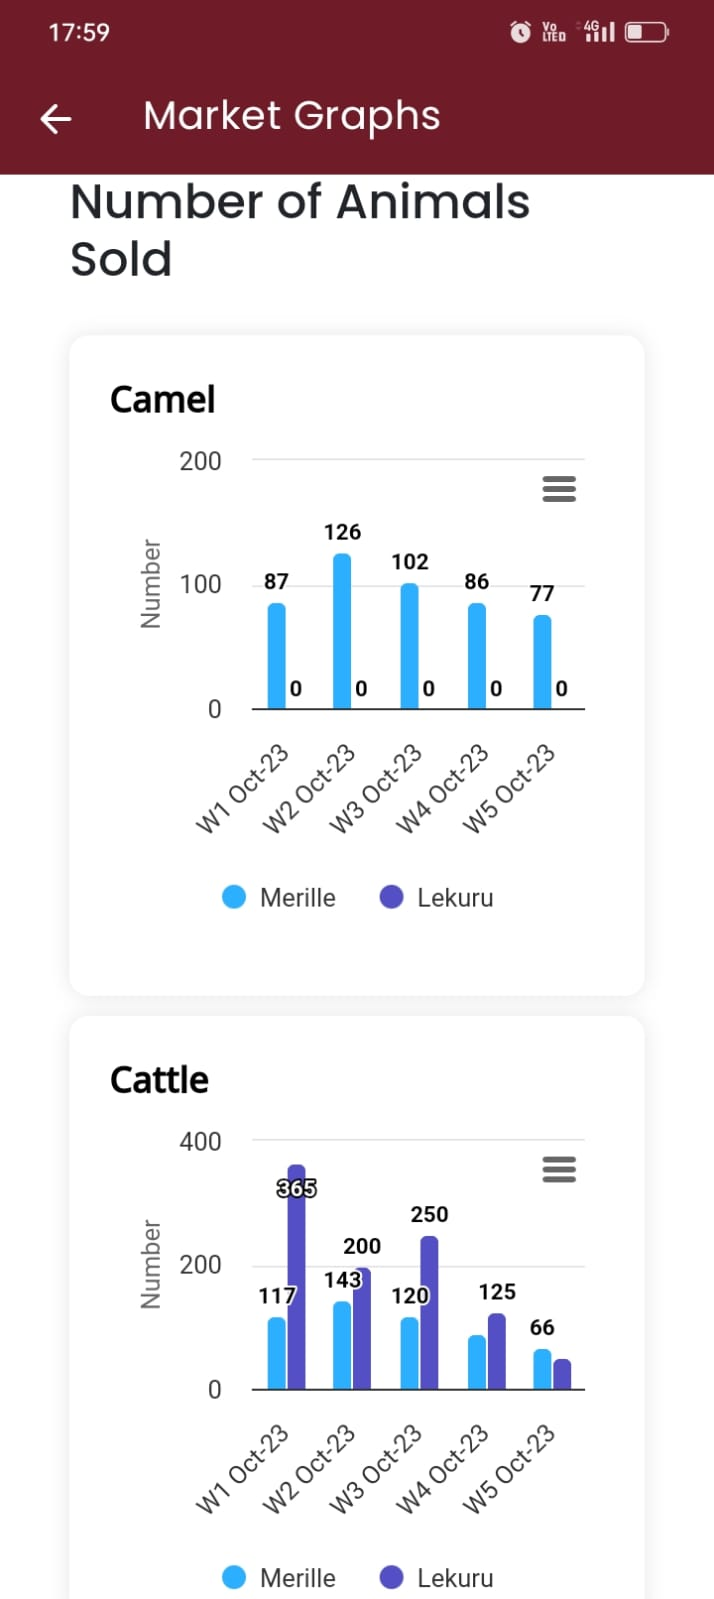 17:59
Vo
LTED
4G
Market Graphs
Number of Animals
Sold
Camel
200
100
0
Number
87
126
102
86
77
0
0
0
0
0
W1 Oct-23
W2 Oct-23
W3 Oct-23
W4 Oct-23
W5 Oct-23
Merille
Lekuru
Cattle
400
200
0
Number
365
250
200
143
117
120
125
66
W1 Oct-23
W2 Oct-23
W3 Oct-23
W4 Oct-23
W5 Oct-23
Merille
Lekuru